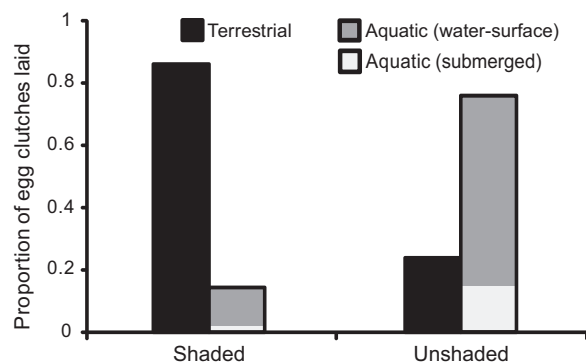 Terrestrial
Aquatic (water-surface)
Aquatic (submerged)
Proportion of egg clutches laid
1
0.8
0.6
0.4
0.2
0
Shaded
Unshaded